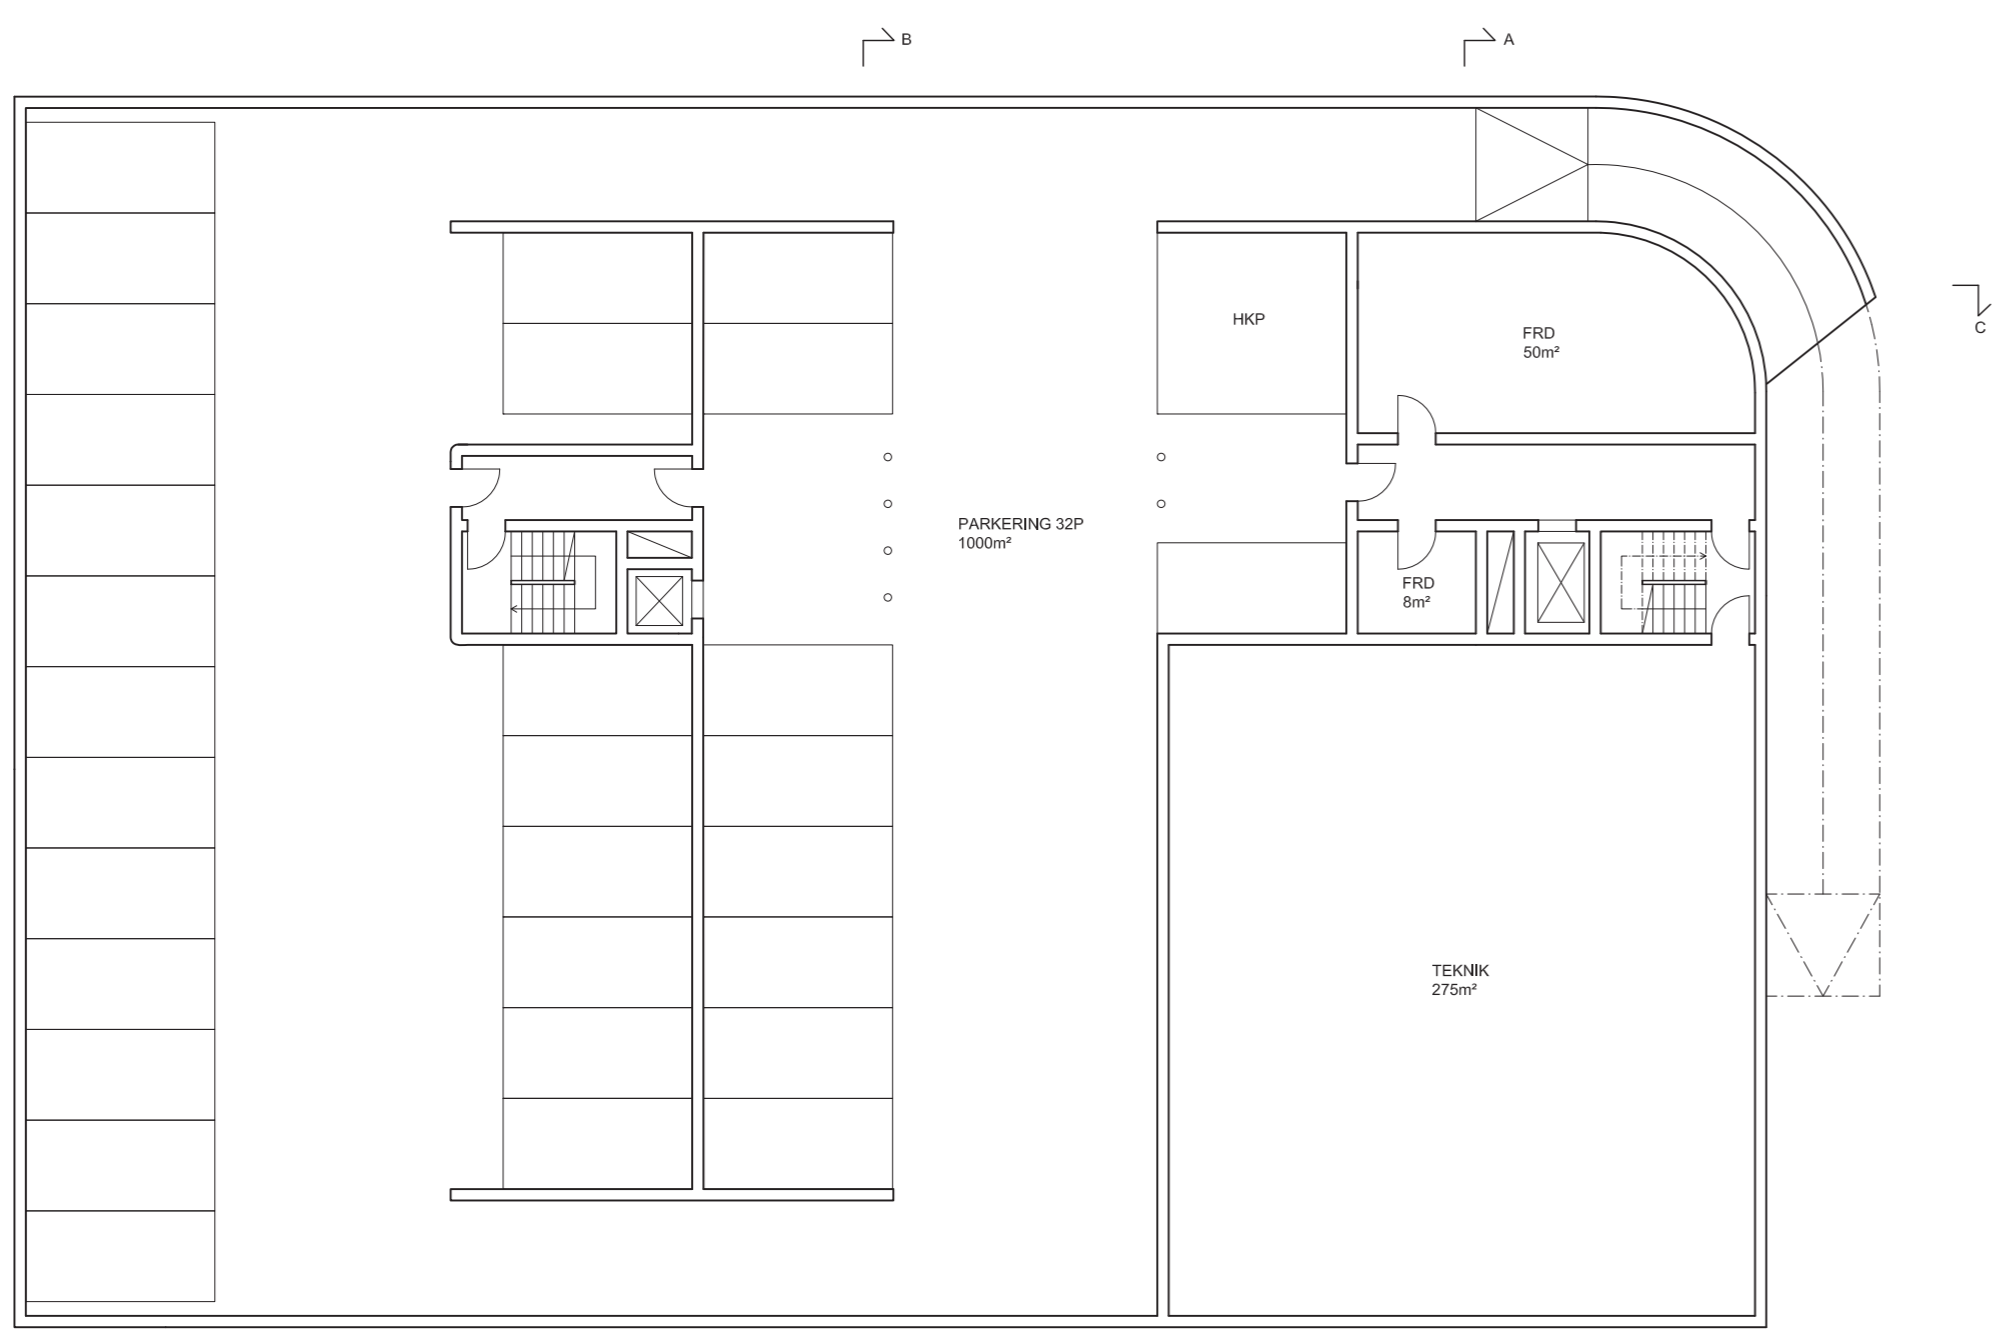 B
A
HKP
FRD
50m²
C
PARKERING 32P
1000m²
FRD
8m²
TEKNIK
275m²